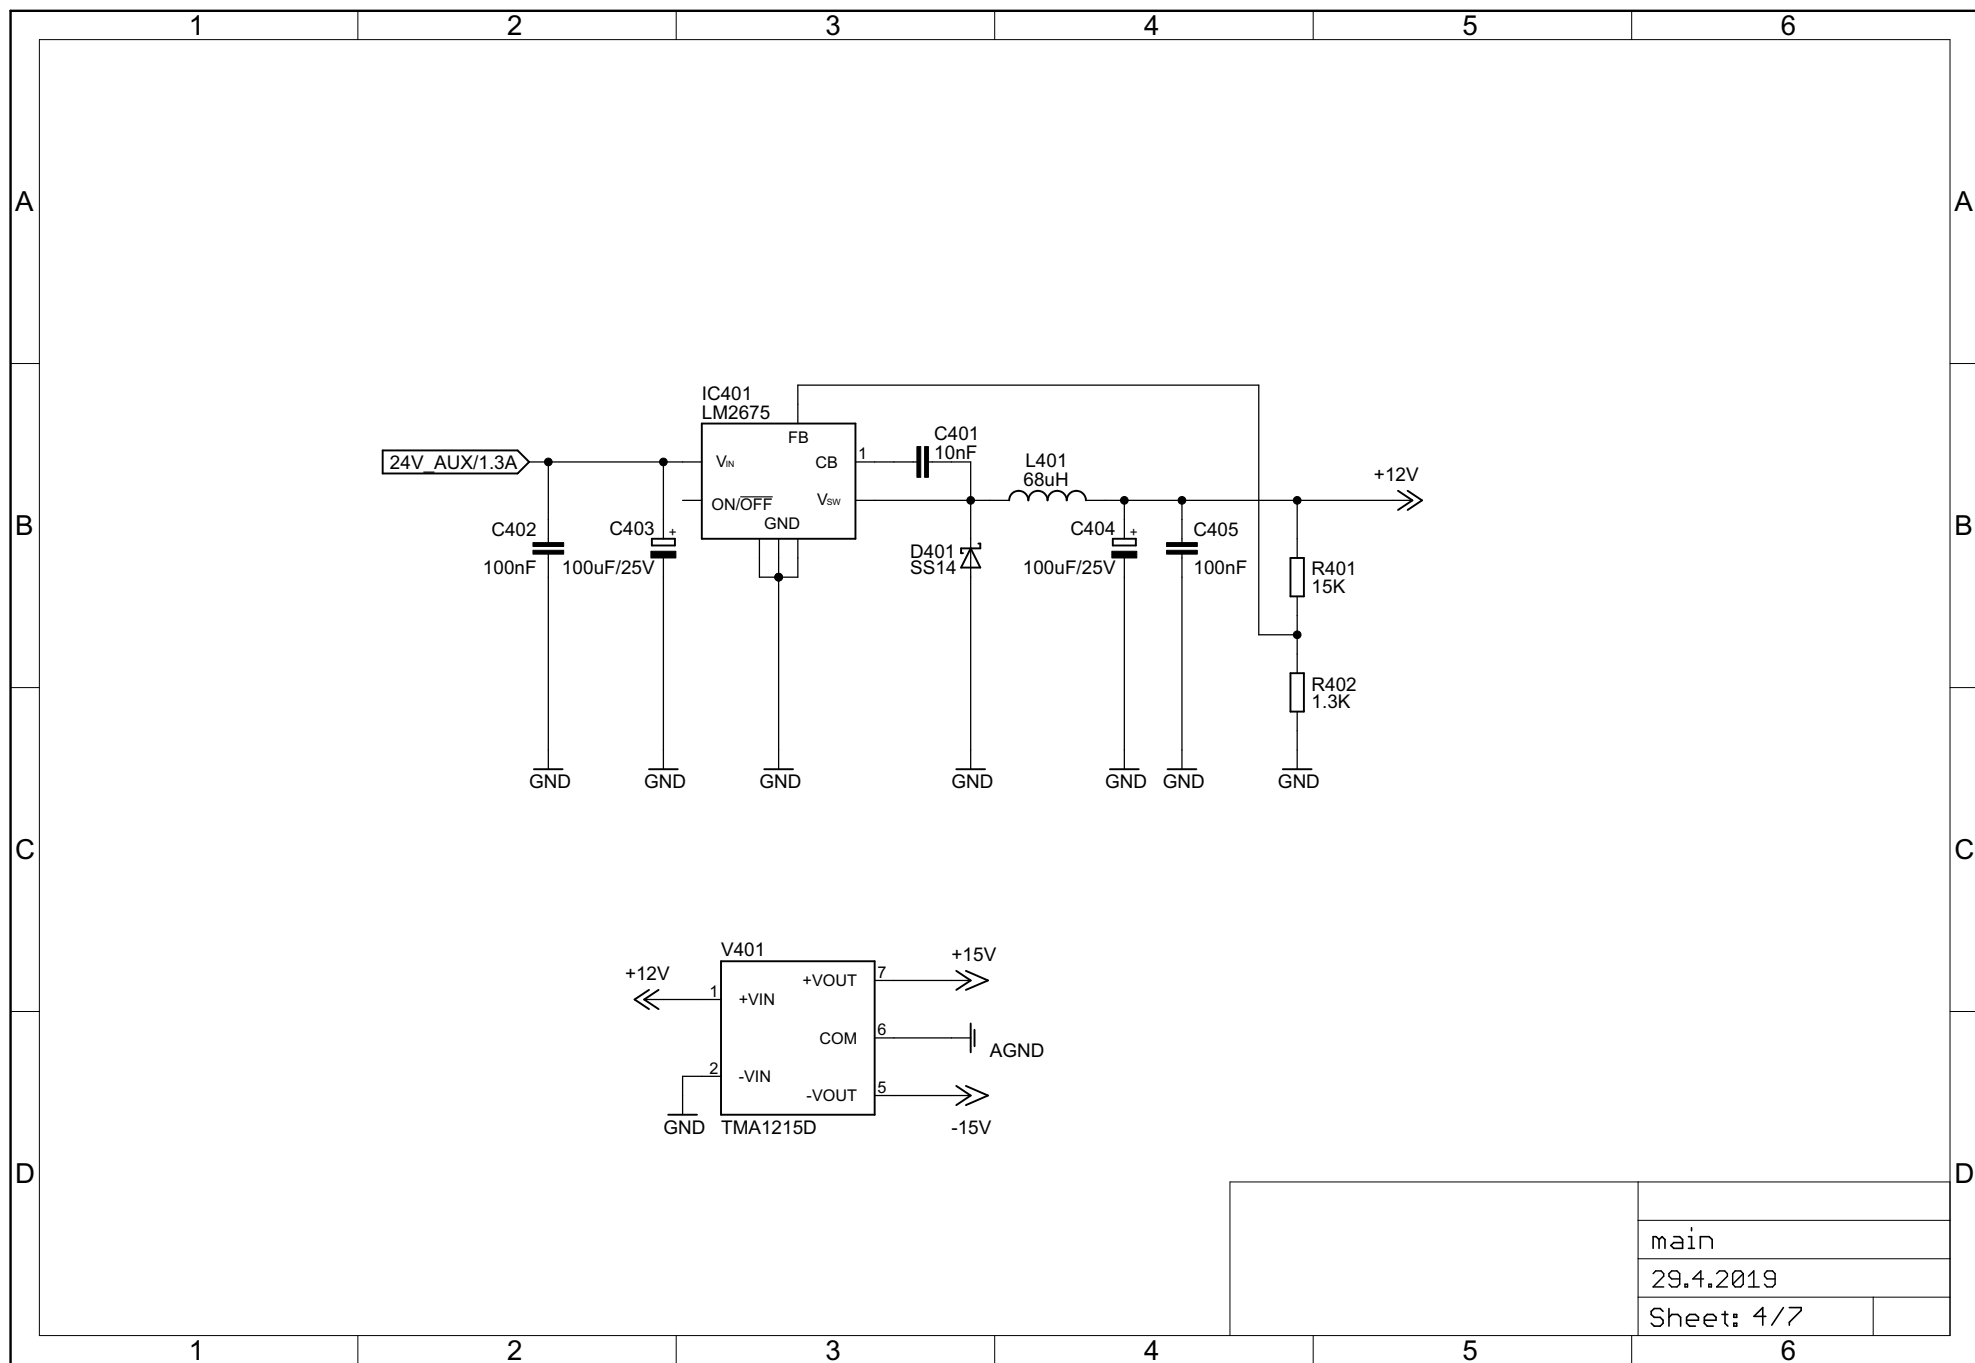 1 2 3 4 5 6
A A
IC401
LM2675
FB
24V_AUX/1.3A
VIN
CB
1
C401
10nF
L401
68uH
+12V
ON/OFF
VSW
GND
B B
C402
100nF
C403
+
100uF/25V
D401
SS14
C404
+
100uF/25V
C405
100nF
R401
15K
R402
1.3K
GND GND GND GND GND GND GND
C C
V401
+12V
1
+VIN
+VOUT
7
+15V
COM
6
AGND
2
-VIN
-VOUT
5
-15V
GND
TMA1215D
D D
main
29.4.2019
Sheet: 4/7
1 2 3 4 5 6